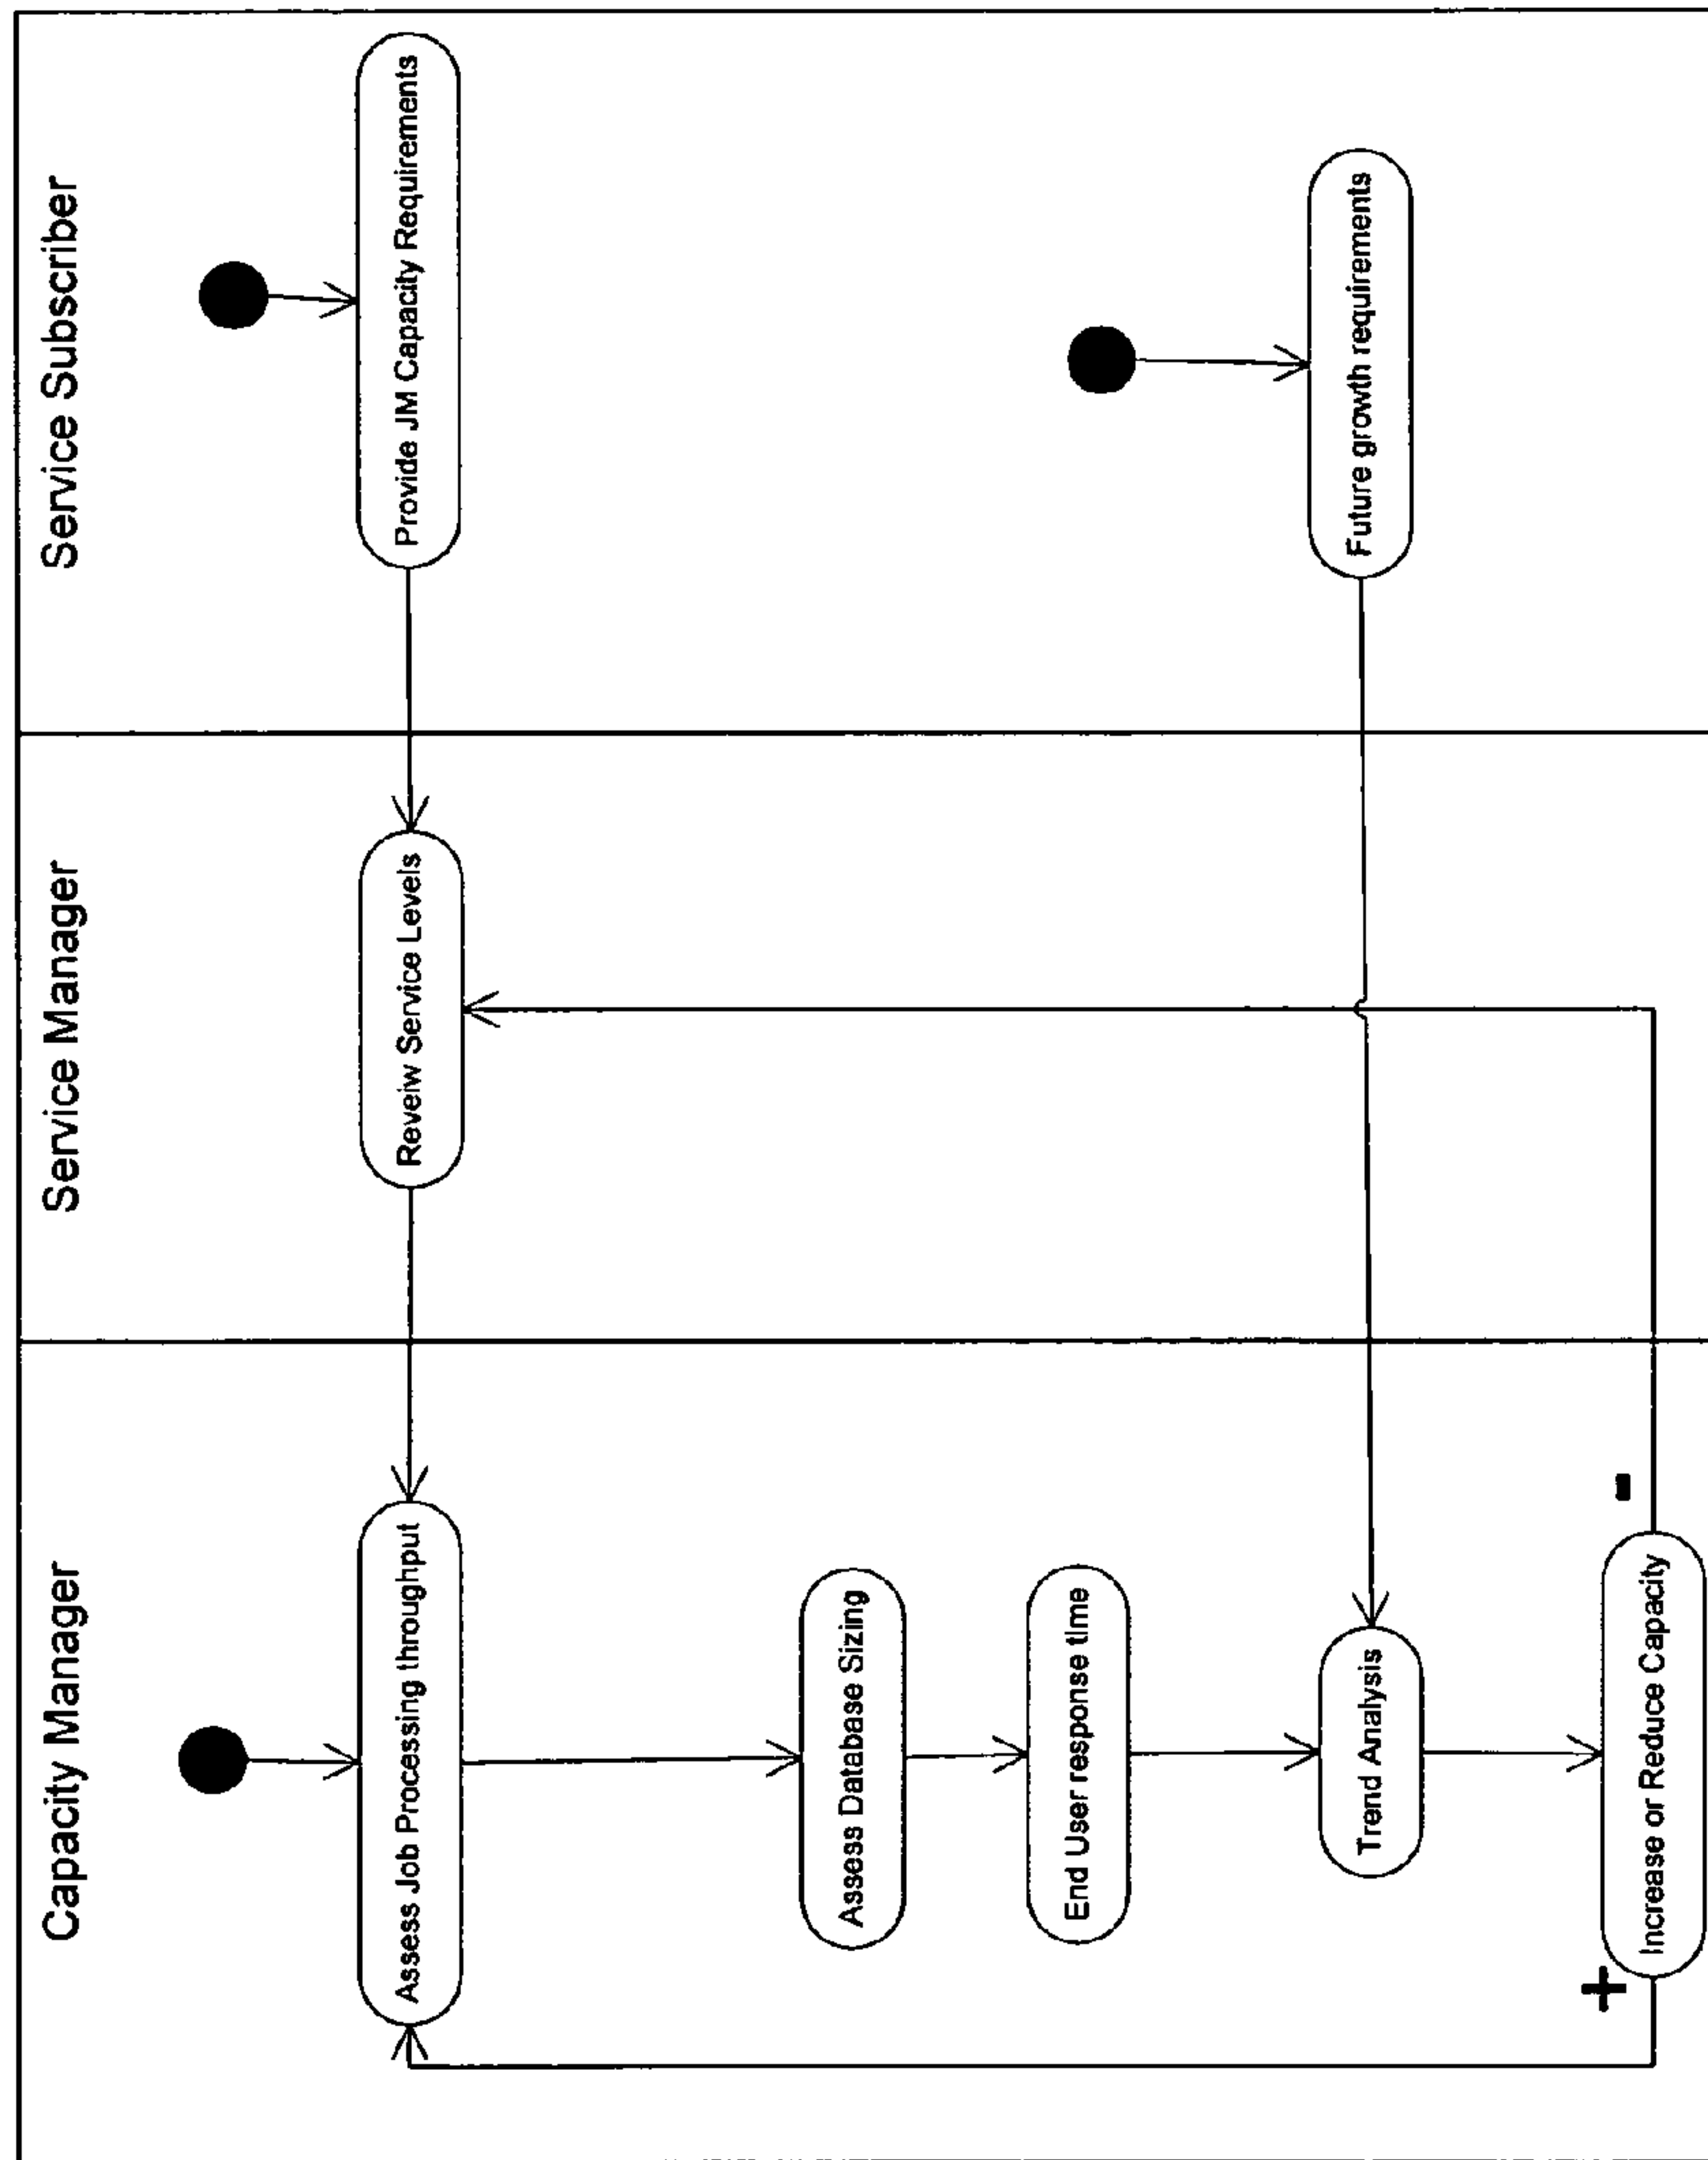 Capacity Manager
Service Manager
Service Subscriber
Assess Job Processing throughput
Reveiw Service Levels
Provide JM Capacity Requirements
Assess Database Sizing
End User response time
Trend Analysis
Future growth requirements
Increase or Reduce Capacity
+
-